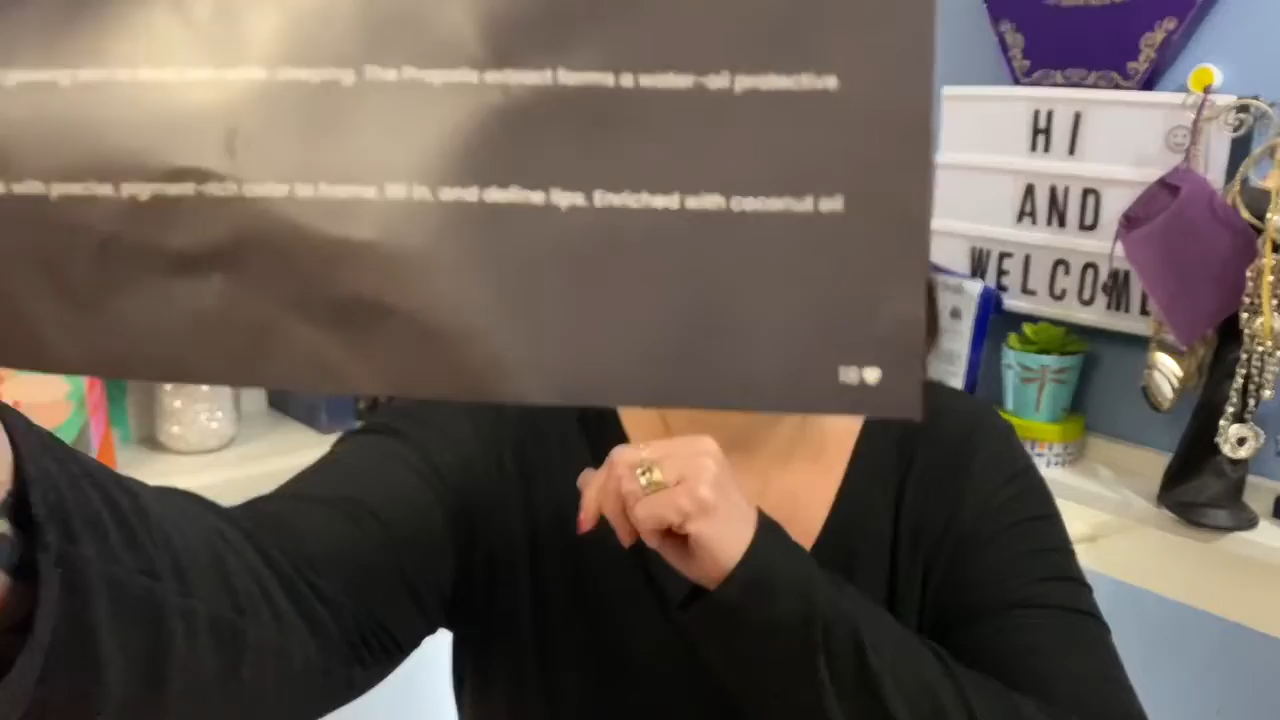 The Propolis extract forms a water-oil protective
with precise, pigment-rich color to frame, fill in, and define lips. Enriched with coconut oil
HI
AND
WELCOME